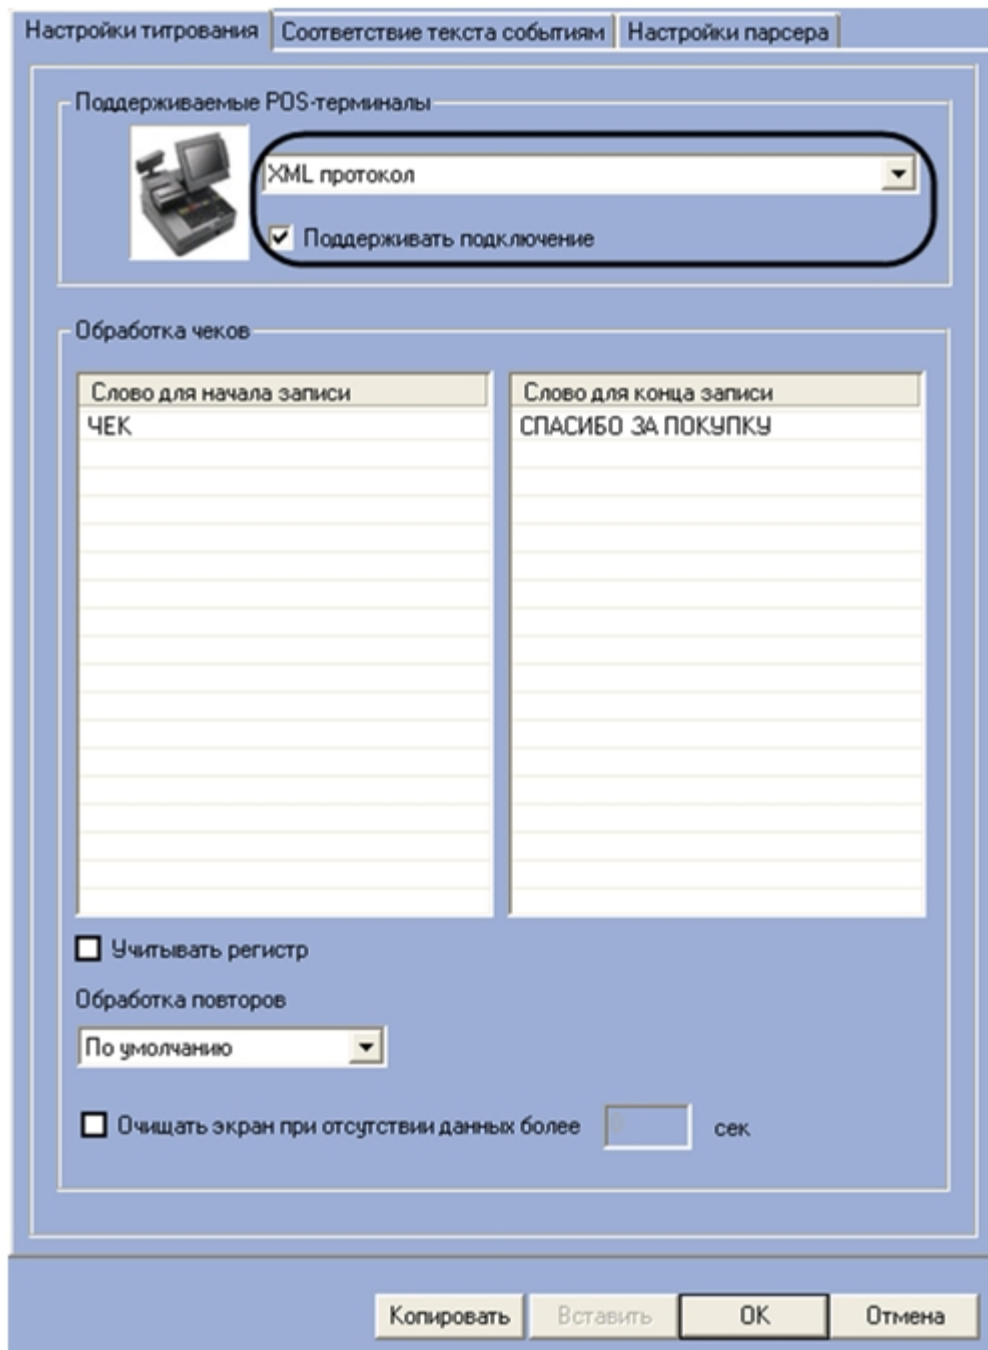 Настройки титрования Соответствие текста событиям Настройки парсера
Поддерживаемые POS-терминалы
XML протокол
Поддерживать подключение
Обработка чеков
Слово для начала записи Слово для конца записи
ЧЕК СПАСИБО ЗА ПОКУПКУ
Учитывать регистр
Обработка повторов
По умолчанию
Очищать экран при отсутствии данных более сек
Копировать Вставить OK Отмена